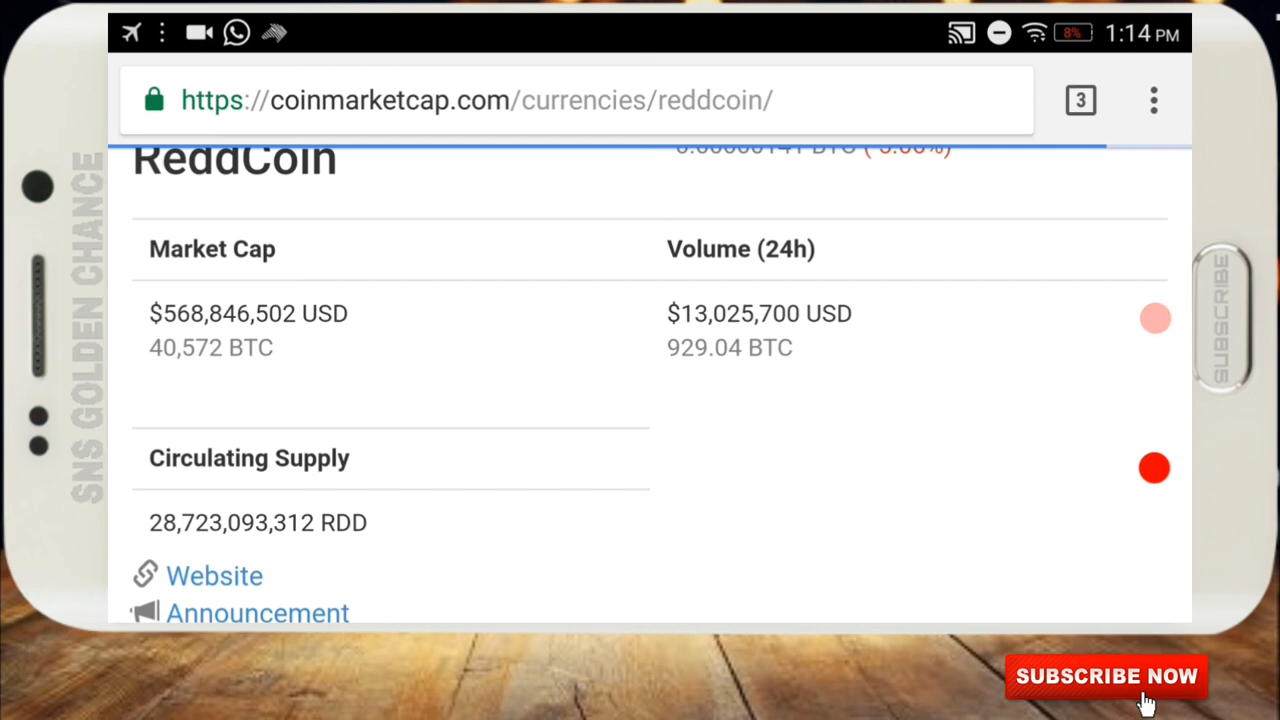 8%
1:14 PM
https://coinmarketcap.com/currencies/reddcoin/
3
ReddCoin
Market Cap
Volume (24h)
$568,846,502 USD
$13,025,700 USD
40,572 BTC
929.04 BTC
Circulating Supply
28,723,093,312 RDD
Website
Announcement
SNS GOLDEN CHANCE
SUBSCRIBE
SUBSCRIBE NOW